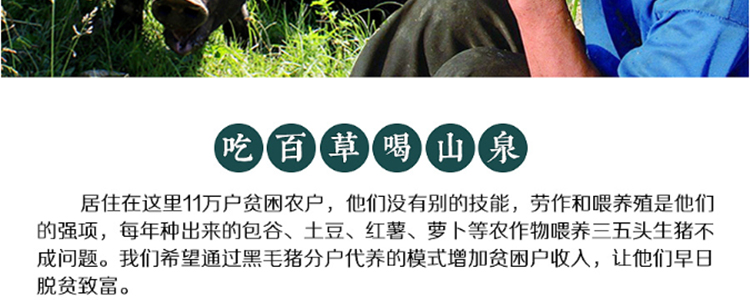 吃百草喝山泉
居住在这里11万户贫困农户，他们没有别的技能，劳作和喂养殖是他们
的强项，每年种出来的包谷、土豆、红薯、萝卜等农作物喂养三五头生猪不
成问题。我们希望通过黑毛猪分户代养的模式增加贫困户收入，让他们早日
脱贫致富。